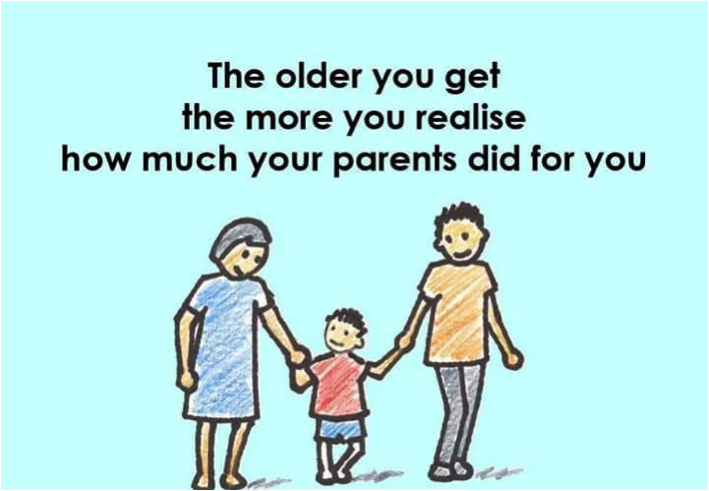 The older you get
the more you realise
how much your parents did for you